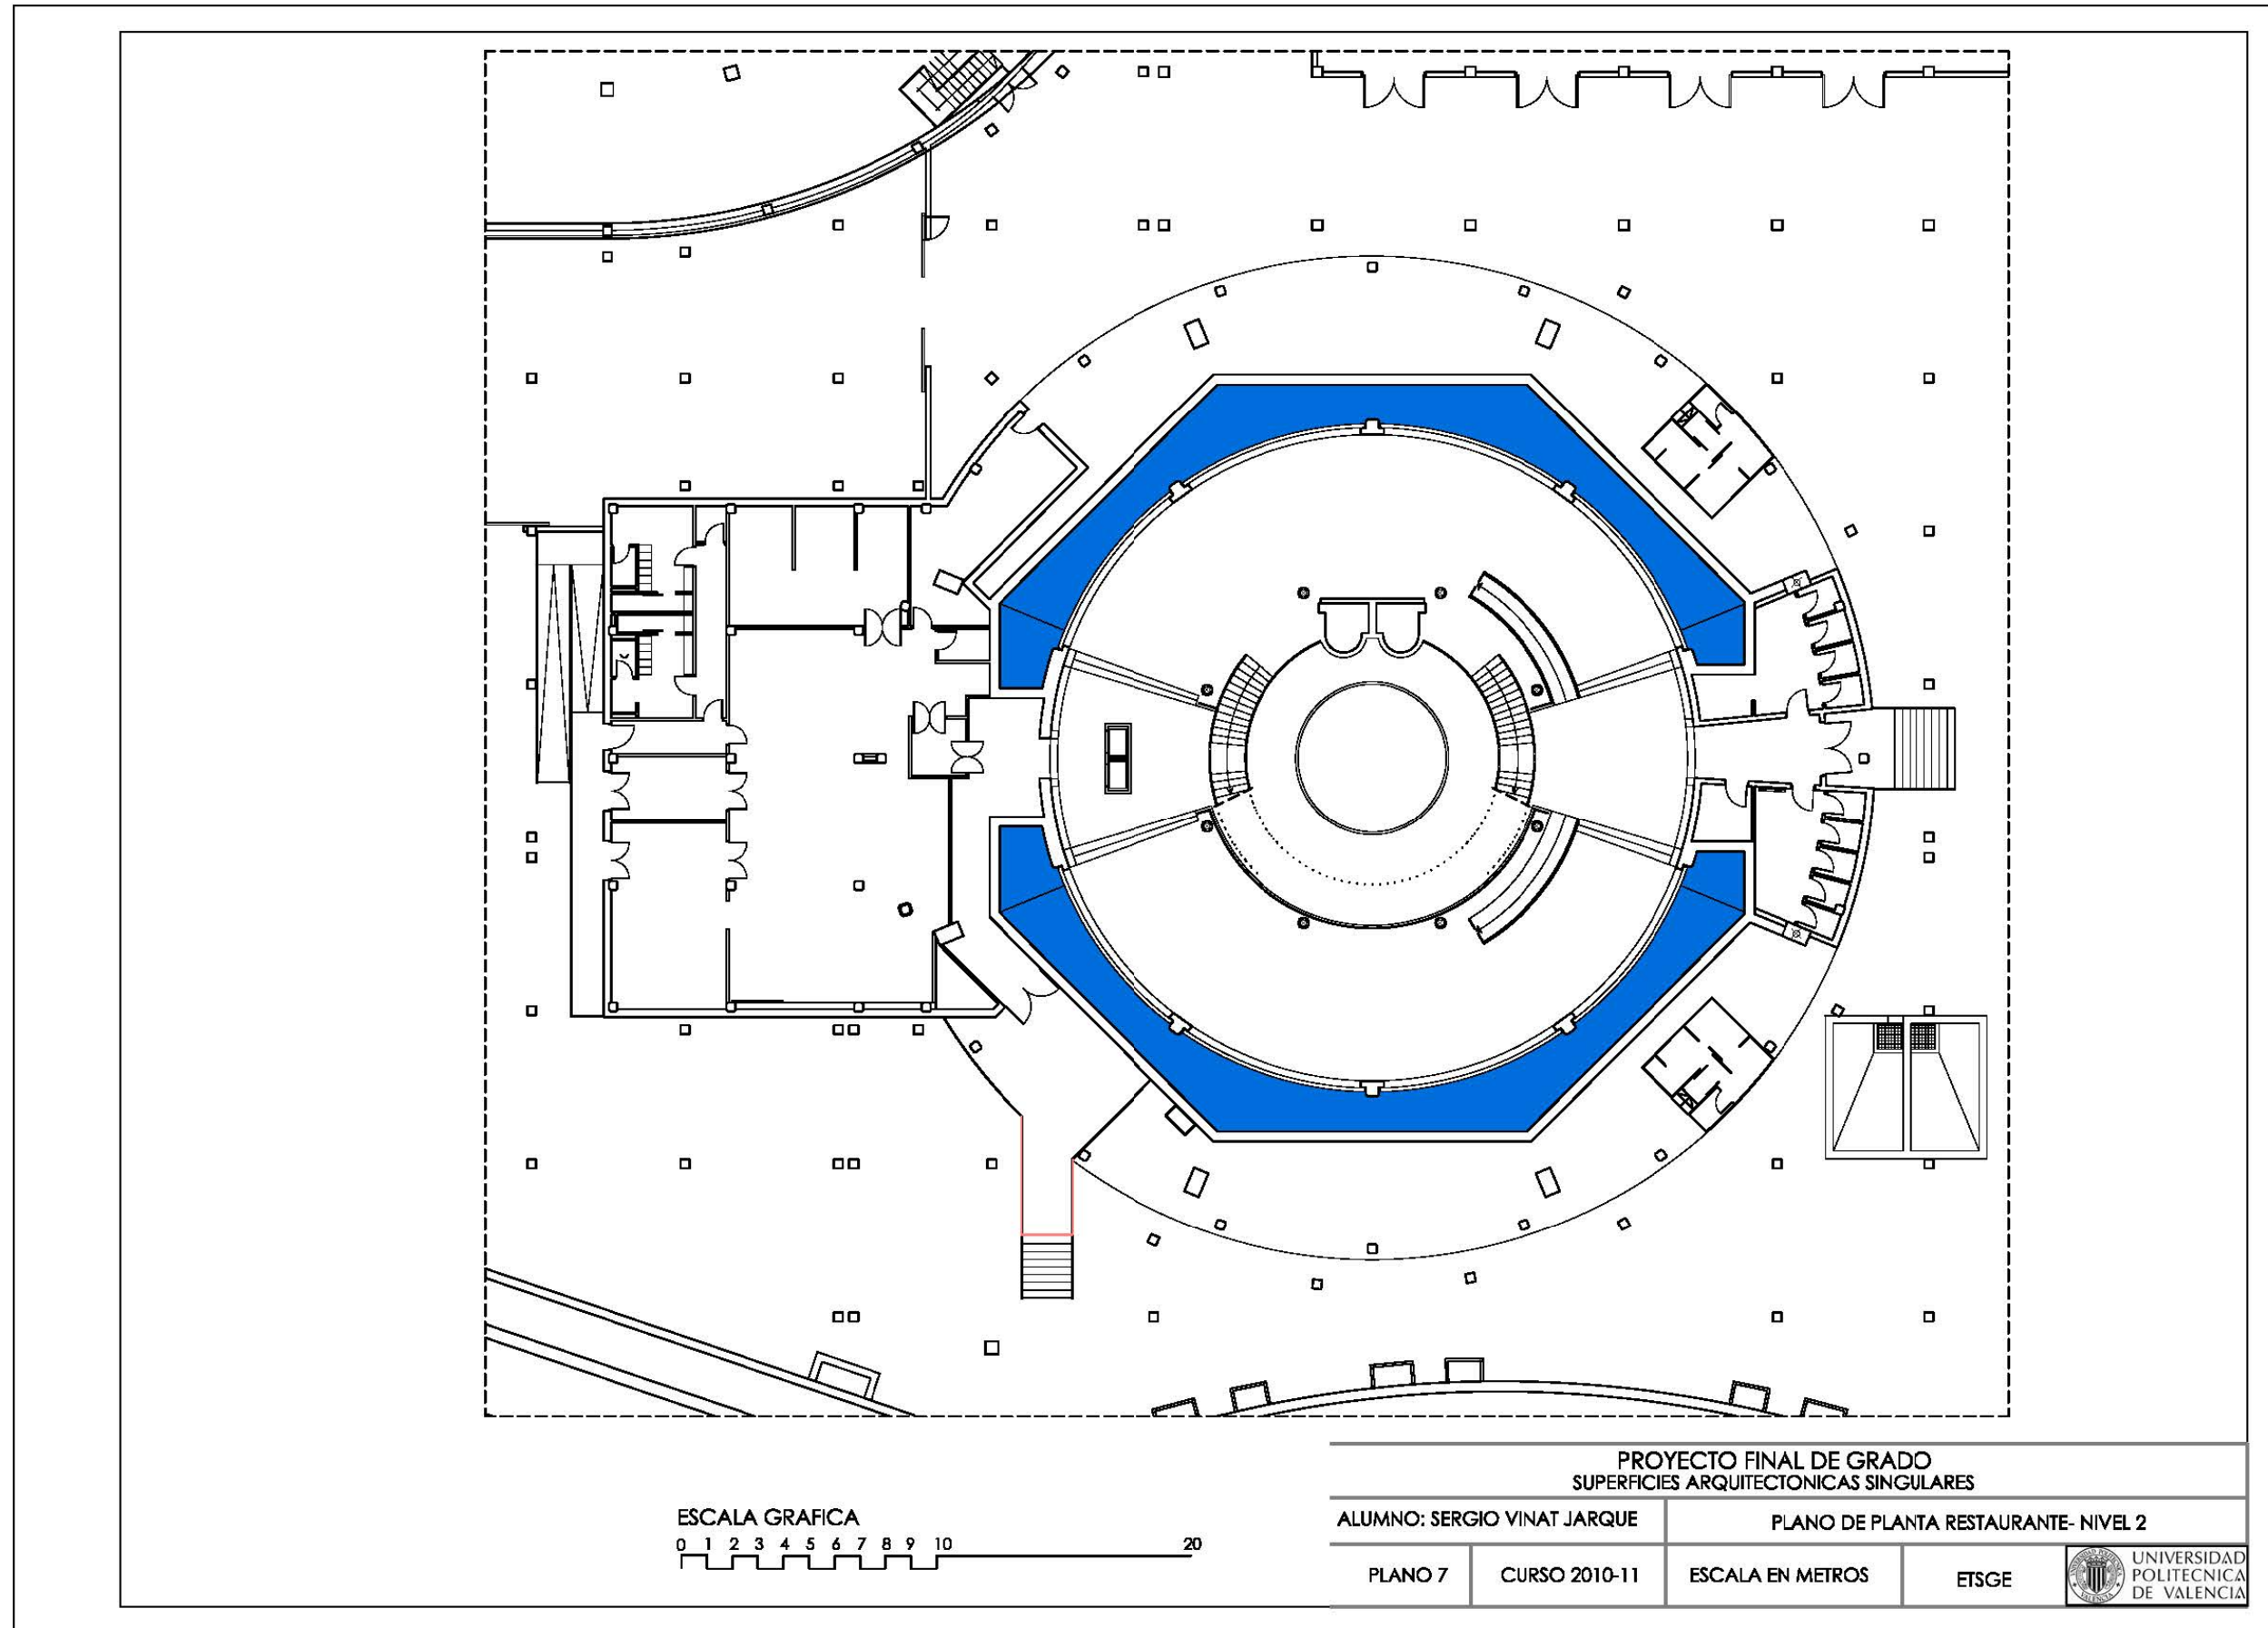 ESCALA GRAFICA
0 1 2 3 4 5 6 7 8 9 10 20
PROYECTO FINAL DE GRADO
SUPERFICIES ARQUITECTONICAS SINGULARES
ALUMNO: SERGIO VINAT JARQUE
PLANO DE PLANTA RESTAURANTE- NIVEL 2
PLANO 7
CURSO 2010-11
ESCALA EN METROS
ETSGE
UNIVERSIDAD
POLITECNICA
DE VALENCIA